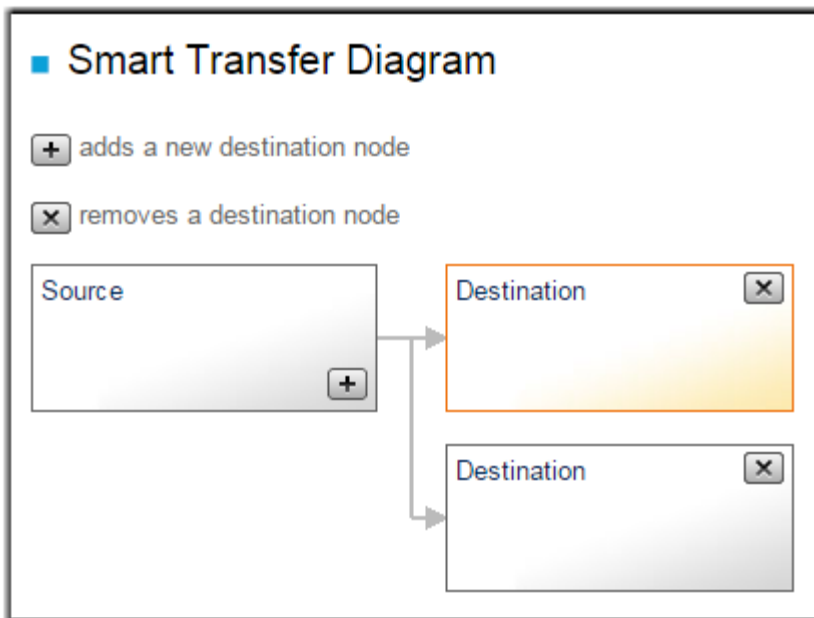 Smart Transfer Diagram
adds a new destination node
removes a destination node
Source
Destination
Destination